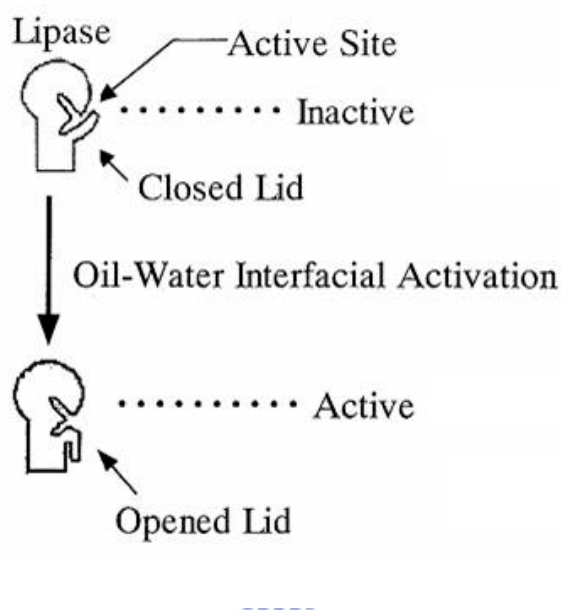 Lipase
Active Site
·········· Inactive
Closed Lid
Oil-Water Interfacial Activation
·········· Active
Opened Lid